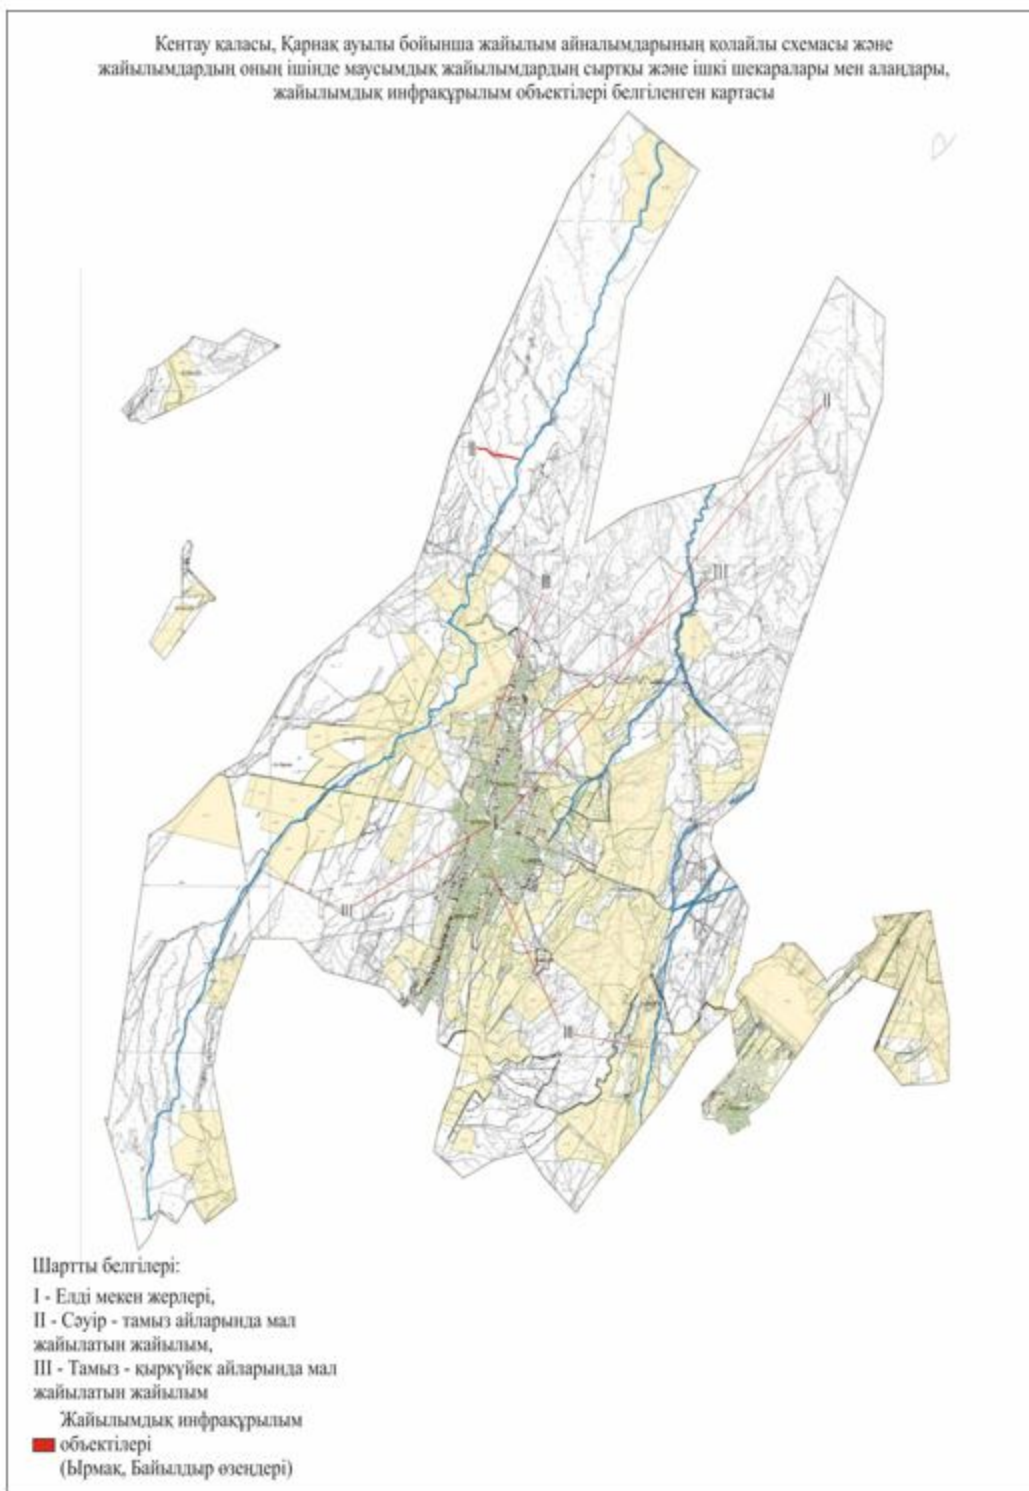 Кентау қаласы, Қарнақ ауылы бойынша жайылым айналымдарының қолайлы схемасы және
жайылымдардың оның ішінде маусымдық жайылымдардың сыртқы және ішкі шекаралары мен алаңдары,
жайылымдық инфрақұрылым объектілері белгіленген картасы
II
II
II
III
III
II
Шартты белгілері:
I - Елді мекен жерлері,
II - Сәуір - тамыз айларында мал
жайылатын жайылым,
III - Тамыз - қыркүйек айларында мал
жайылатын жайылым
Жайылымдық инфрақұрылым
объектілері
(Ырмақ, Байылдыр өзендері)